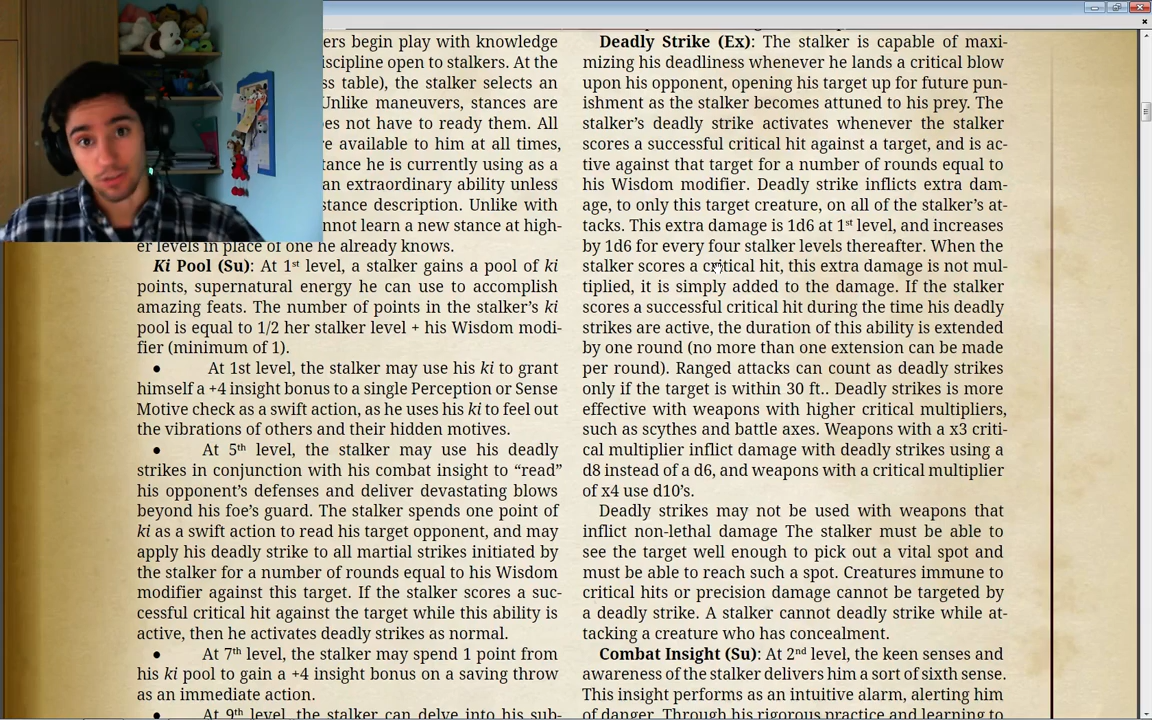 ers begin play with knowledge
iscipline open to stalkers. At the
ss table), the stalker selects an
Unlike maneuvers, stances are
oes not have to ready them. All
re available to him at all times,
tance he is currently using as a
an extraordinary ability unless
stance description. Unlike with
nnot learn a new stance at high-
er levels in place of one he already knows.
Ki Pool (Su): At 1st level, a stalker gains a pool of ki
points, supernatural energy he can use to accomplish
amazing feats. The number of points in the stalker’s ki
pool is equal to 1/2 her stalker level + his Wisdom modi-
fier (minimum of 1).
• At 1st level, the stalker may use his ki to grant
himself a +4 insight bonus to a single Perception or Sense
Motive check as a swift action, as he uses his ki to feel out
the vibrations of others and their hidden motives.
• At 5th level, the stalker may use his deadly
strikes in conjunction with his combat insight to “read”
his opponent’s defenses and deliver devastating blows
beyond his foe’s guard. The stalker spends one point of
ki as a swift action to read his target opponent, and may
apply his deadly strike to all martial strikes initiated by
the stalker for a number of rounds equal to his Wisdom
modifier against this target. If the stalker scores a suc-
cessful critical hit against the target while this ability is
active, then he activates deadly strikes as normal.
• At 7th level, the stalker may spend 1 point from
his ki pool to gain a +4 insight bonus on a saving throw
as an immediate action.
• At 9th level, the stalker can delve into his sub-
Deadly Strike (Ex): The stalker is capable of maxi-
mizing his deadliness whenever he lands a critical blow
upon his opponent, opening his target up for future pun-
ishment as the stalker becomes attuned to his prey. The
stalker’s deadly strike activates whenever the stalker
scores a successful critical hit against a target, and is ac-
tive against that target for a number of rounds equal to
his Wisdom modifier. Deadly strike inflicts extra dam-
age, to only this target creature, on all of the stalker’s at-
tacks. This extra damage is 1d6 at 1st level, and increases
by 1d6 for every four stalker levels thereafter. When the
stalker scores a critical hit, this extra damage is not mul-
tiplied, it is simply added to the damage. If the stalker
scores a successful critical hit during the time his deadly
strikes are active, the duration of this ability is extended
by one round (no more than one extension can be made
per round). Ranged attacks can count as deadly strikes
only if the target is within 30 ft.. Deadly strikes is more
effective with weapons with higher critical multipliers,
such as scythes and battle axes. Weapons with a x3 criti-
cal multiplier inflict damage with deadly strikes using a
d8 instead of a d6, and weapons with a critical multiplier
of x4 use d10’s.
Deadly strikes may not be used with weapons that
inflict non-lethal damage The stalker must be able to
see the target well enough to pick out a vital spot and
must be able to reach such a spot. Creatures immune to
critical hits or precision damage cannot be targeted by
a deadly strike. A stalker cannot deadly strike while at-
tacking a creature who has concealment.
Combat Insight (Su): At 2nd level, the keen senses and
awareness of the stalker delivers him a sort of sixth sense.
This insight performs as an intuitive alarm, alerting him
of danger. Through his rigorous practice and learning to